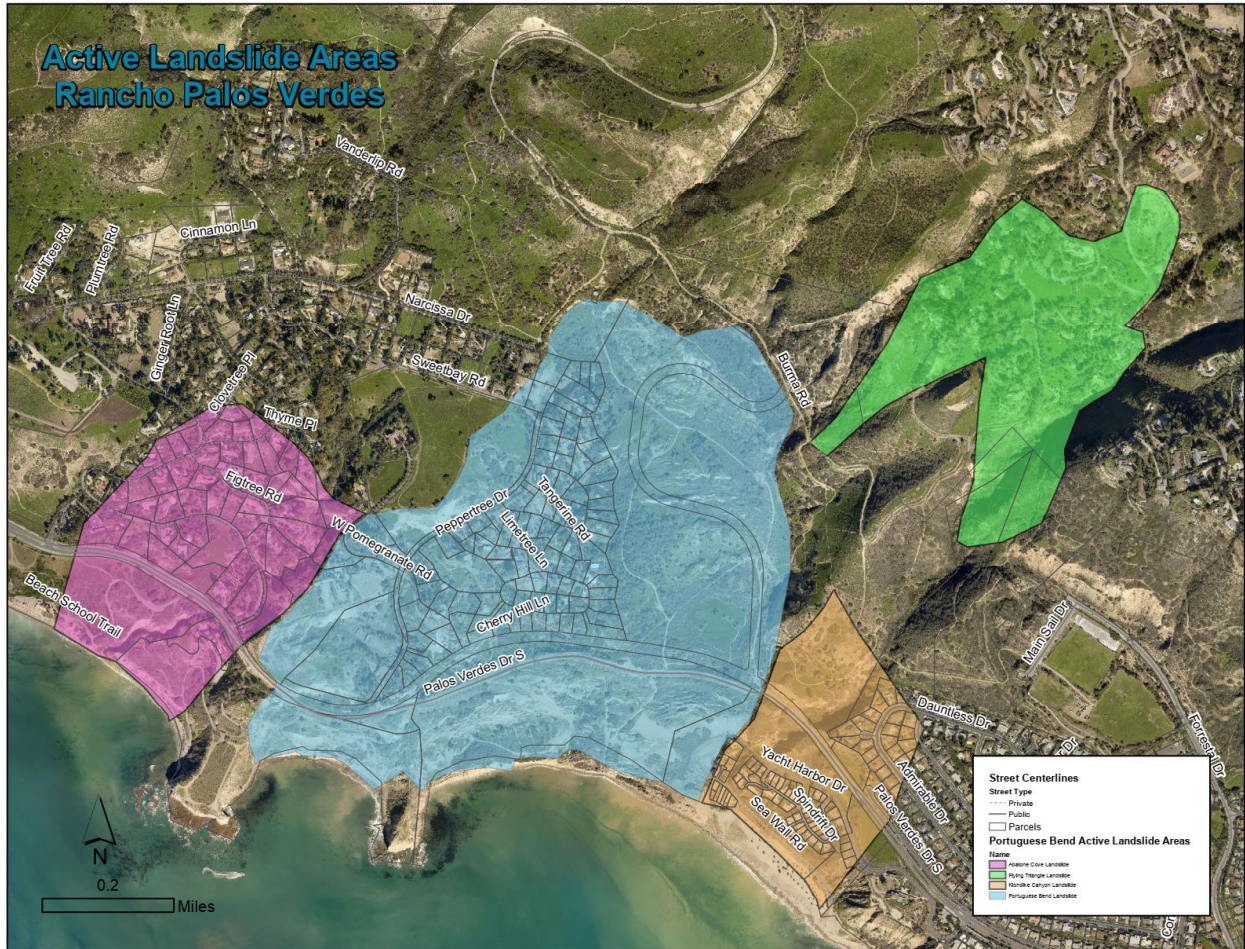 Active Landslide Areas
Rancho Palos Verdes
Vanderlip Rd
Cinnamon Ln
Fruit Tree Rd
Plumtree Rd
Narcissa Dr
Ginger Root Ln
Sweetbay Rd
Clovetree Pl
Thyme Pl
Burma Rd
Figtree Rd
Peppertree Dr
Tangerine Rd
Limetree Ln
W Pomegranate Rd
Beach School Trail
Cherry Hill Ln
Palos Verdes Dr S
Main Sail Dr
Dauntless Dr
Forrestal Dr
Dr
Yacht Harbor Dr
Admirable Dr
Spindrift Dr
Sea Wall Rd
Palos Verdes Dr S
N
0.2
Miles
Street Centerlines
Street Type
Private
Public
Parcels
Portuguese Bend Active Landslide Areas
Name
Abalone Cove Landslide
Flying Triangle Landslide
Klondike Canyon Landslide
Portuguese Bend Landslide